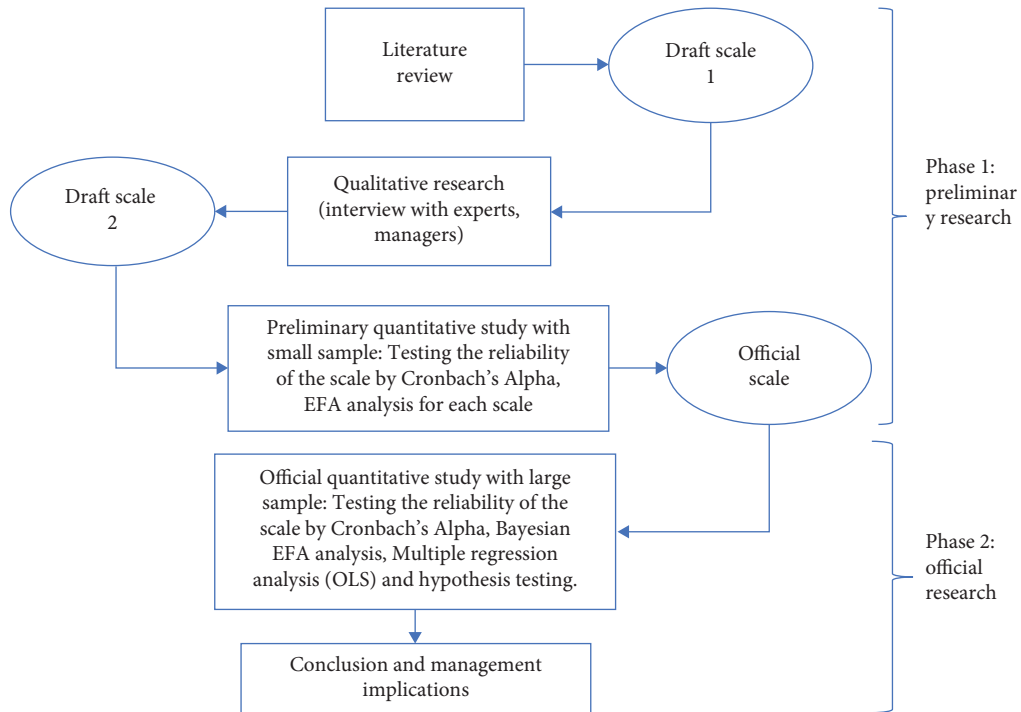 Literature
review
Draft scale
1
Draft scale
2
Qualitative research
(interview with experts,
managers)
Phase 1:
preliminar
y research
Preliminary quantitative study with
small sample: Testing the reliability
of the scale by Cronbach's Alpha,
EFA analysis for each scale
Official
scale
Official quantitative study with large
sample: Testing the reliability of the
scale by Cronbach's Alpha, Bayesian
EFA analysis, Multiple regression
analysis (OLS) and hypothesis testing.
Phase 2:
official
research
Conclusion and management
implications